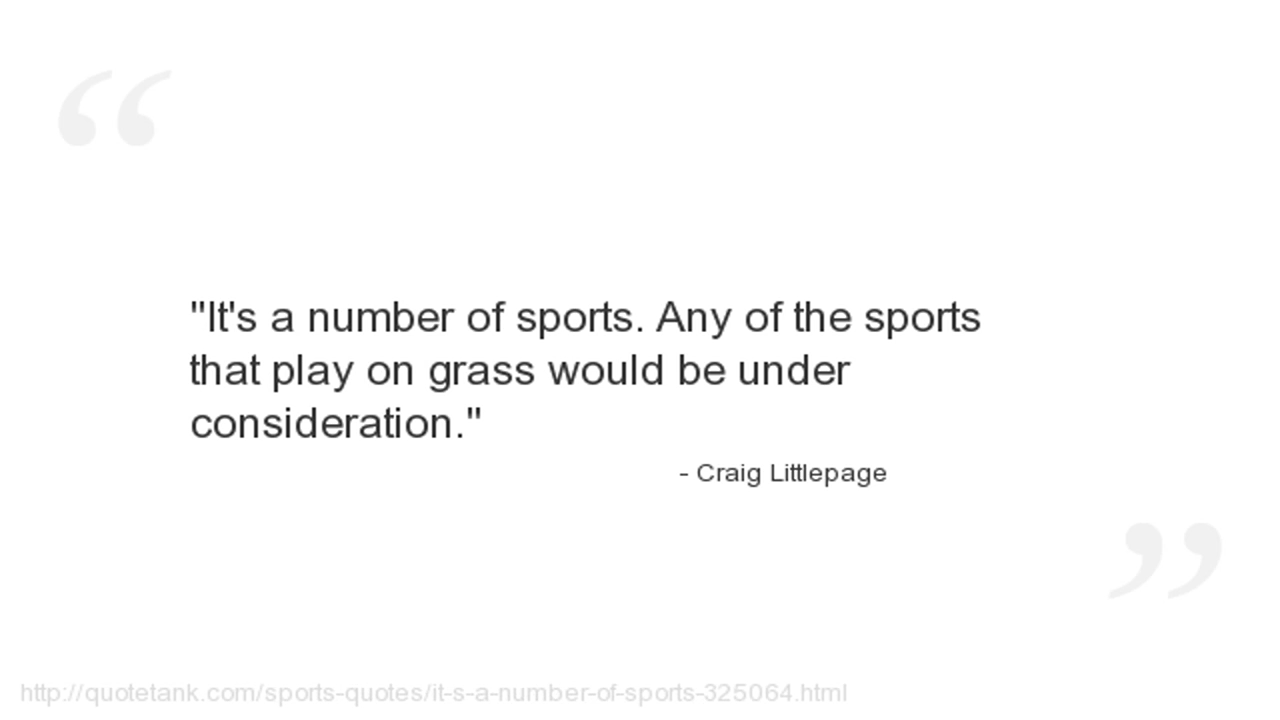 "It's a number of sports. Any of the sports
that play on grass would be under
consideration."
- Craig Littlepage
http://quotetank.com/sports-quotes/it-s-a-number-of-sports-325064.html